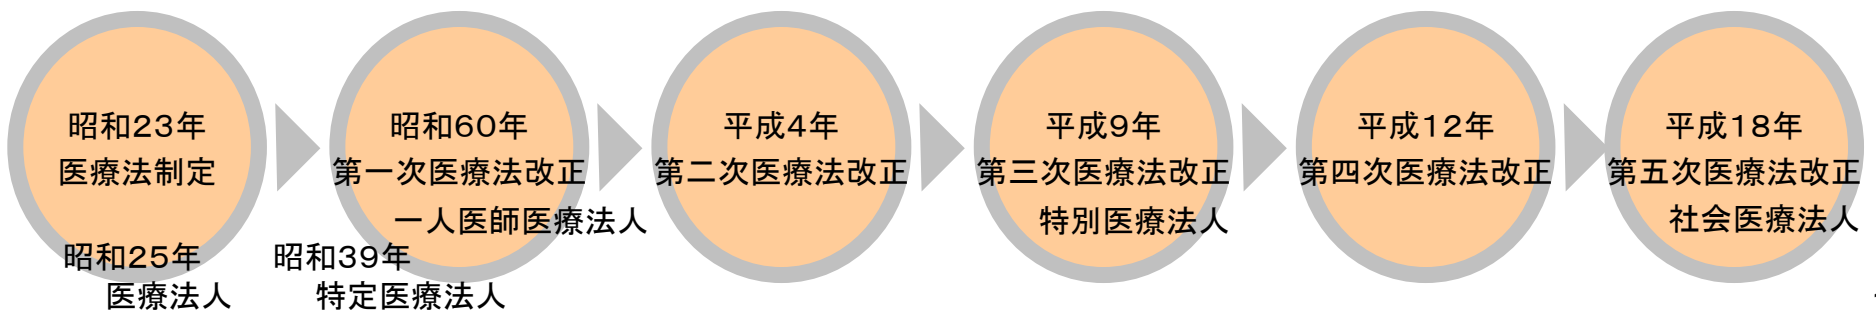 昭和23年
医療法制定
昭和25年
医療法人
昭和39年
特定医療法人
昭和60年
第一次医療法改正
一人医師医療法人
平成4年
第二次医療法改正
平成9年
第三次医療法改正
特別医療法人
平成12年
第四次医療法改正
平成18年
第五次医療法改正
社会医療法人